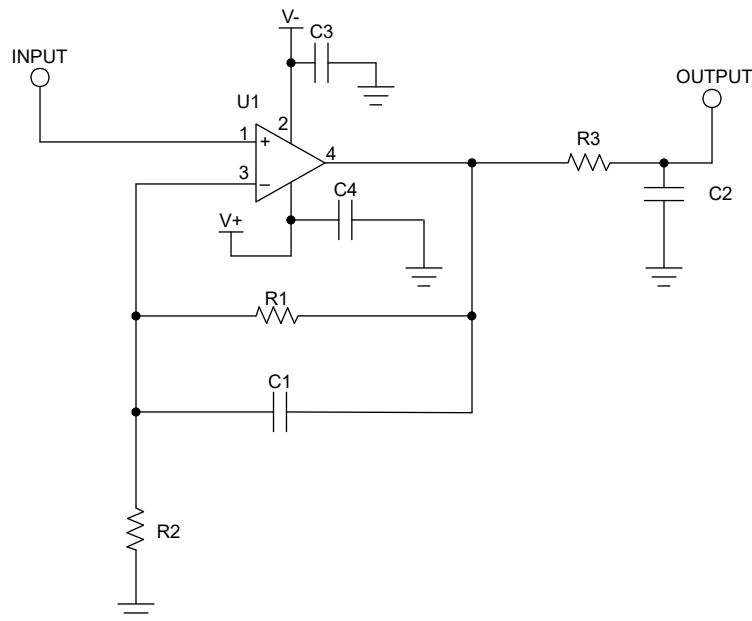 V-
C3
INPUT
OUTPUT
U1
2
1
+
4
R3
3
–
C4
C2
V+
R1
C1
R2